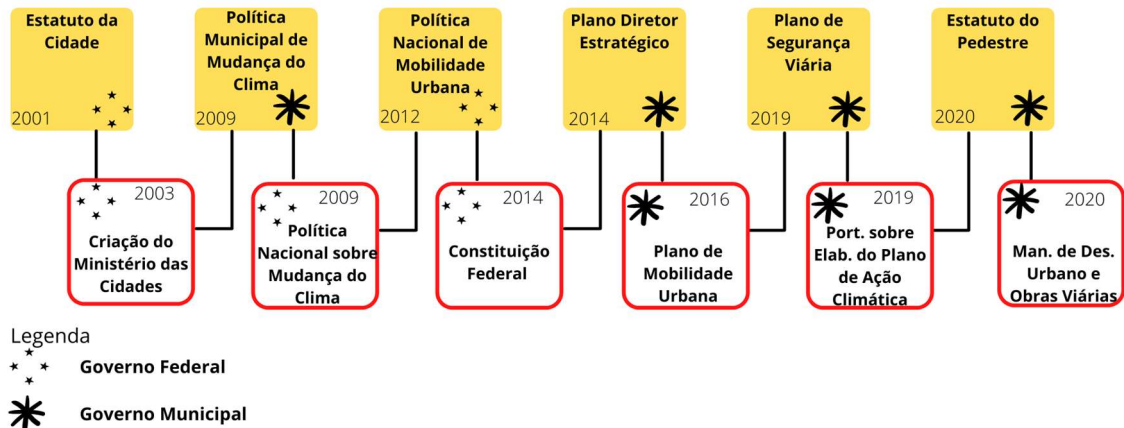 Estatuto da
Cidade
2001
2003
Criação do
Ministério das
Cidades
Política
Municipal de
Mudança do
Clima
2009
2009
Política
Nacional sobre
Mudança do
Clima
Política
Nacional de
Mobilidade
Urbana
2012
2014
Constituição
Federal
Plano Diretor
Estratégico
2014
2016
Plano de
Mobilidade
Urbana
Plano de
Segurança
Viária
2019
2019
Port. sobre
Elab. do Plano
de Ação
Climática
Estatuto do
Pedestre
2020
2020
Man. de Des.
Urbano e
Obras Viárias
Legenda
Governo Federal
Governo Municipal